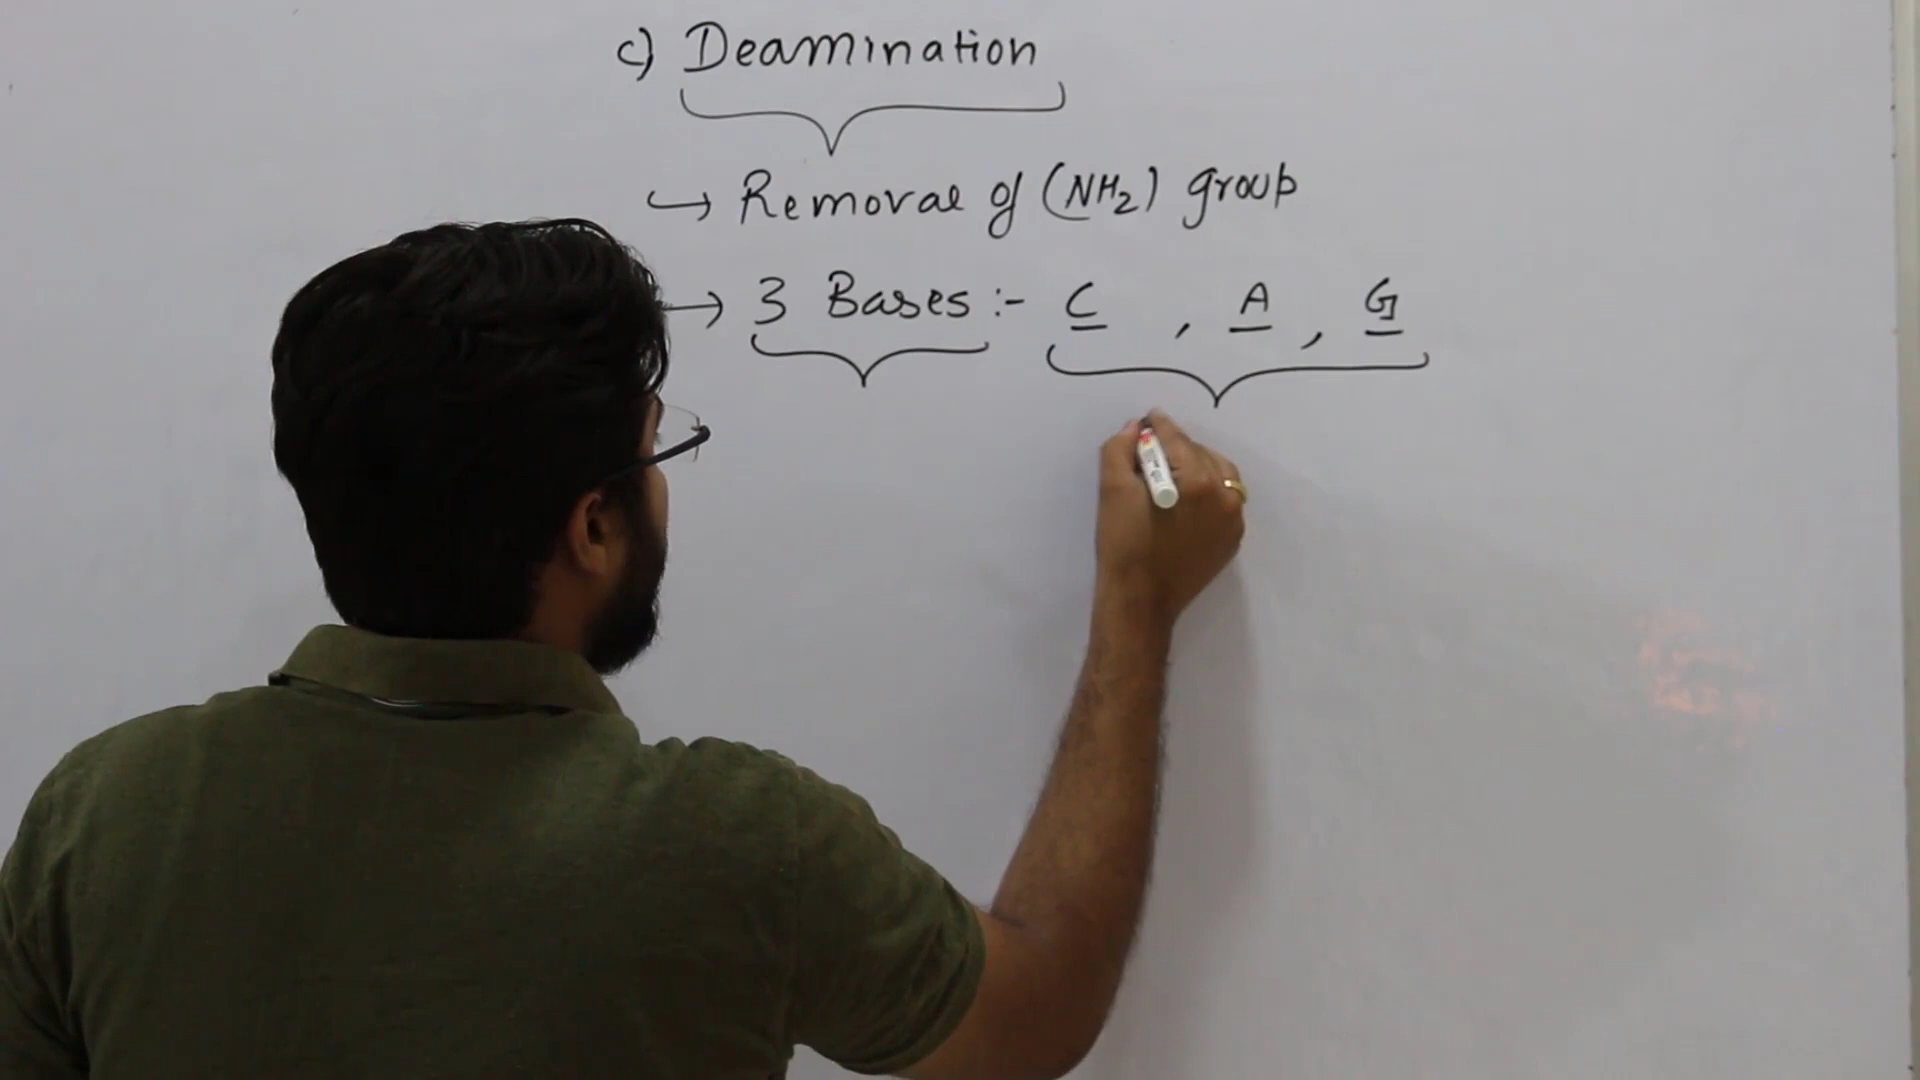 c) Deamination
↳ Removal of (NH₂) group
→ 3 Bases :- C , A , G